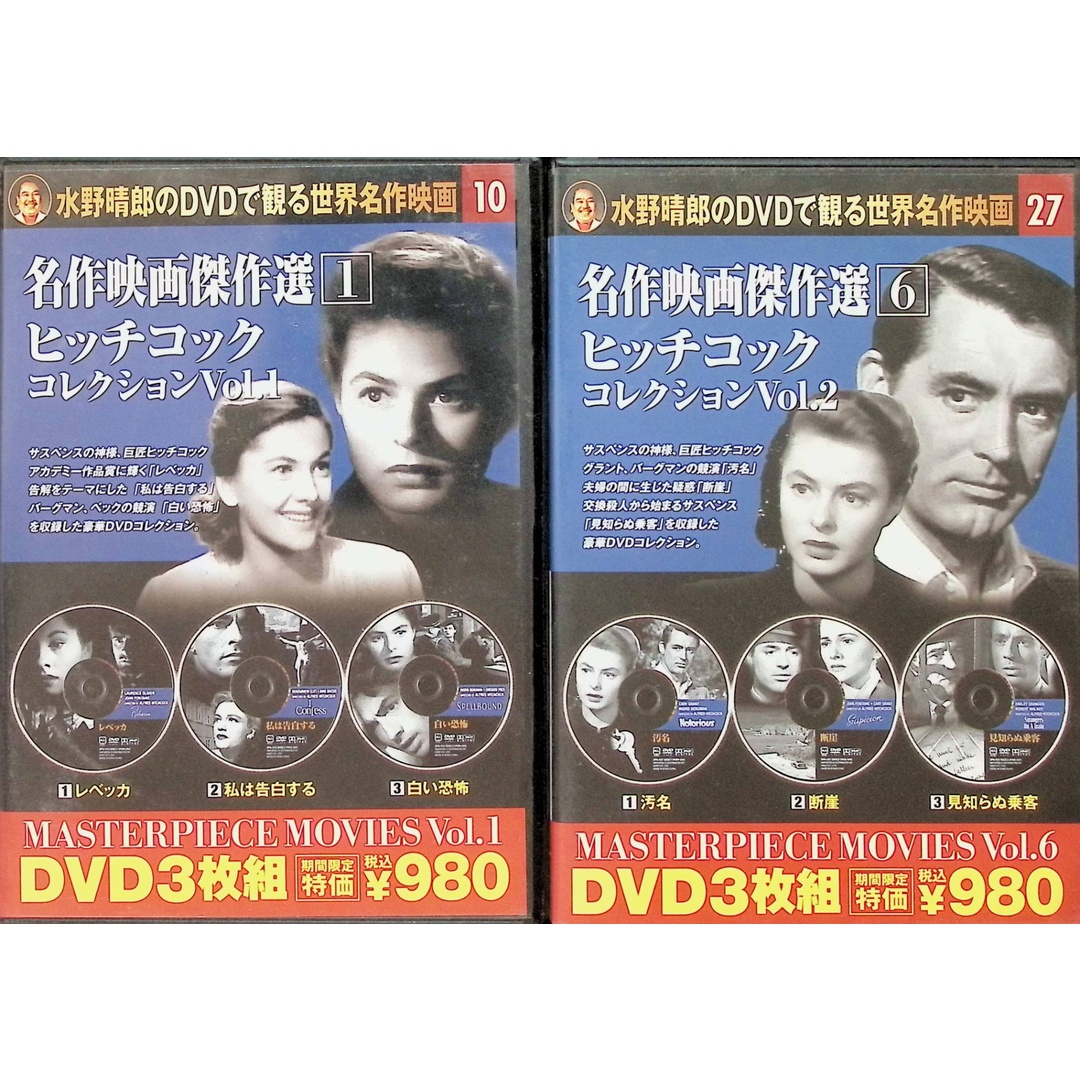 水野晴郎のDVDで観る世界名作映画 10
名作映画傑作選 1
ヒッチコック
コレクションVol.1
サスペンスの神様、巨匠ヒッチコック
アカデミー作品賞に輝く「レベッカ」
告解をテーマにした「私は告白する」
バーグマン、ペックの競演「白い恐怖」
を収録した豪華DVDコレクション。
LAURENCE OLIVIER
JOAN FONTAINE
Rebecca
レベッカ
I Confess
私は告白する
SPELLBOUND
白い恐怖
1 レベッカ
2 私は告白する
3 白い恐怖
MASTERPIECE MOVIES Vol.1
DVD3枚組 期間限定 特価 税込 ¥980
水野晴郎のDVDで観る世界名作映画 27
名作映画傑作選 6
ヒッチコック
コレクションVol.2
サスペンスの神様、巨匠ヒッチコック
グラント、バーグマンの競演「汚名」
夫婦の間に生じた疑惑「断崖」
交換殺人から始まるサスペンス
「見知らぬ乗客」を収録した
豪華DVDコレクション。
CARY GRANT
INGRID BERGMAN
Notorious
汚名
Suspicion
断崖
Strangers
On A Train
見知らぬ乗客
1 汚名
2 断崖
3 見知らぬ乗客
MASTERPIECE MOVIES Vol.6
DVD3枚組 期間限定 特価 税込 ¥980